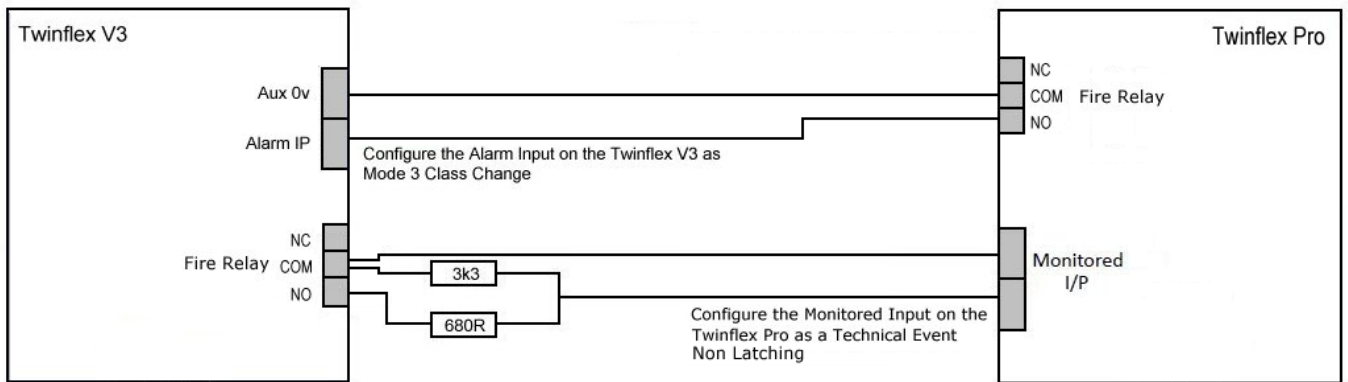 Twinflex V3
Twinflex Pro
Aux 0v
Alarm IP
NC
COM Fire Relay
NO
Configure the Alarm Input on the Twinflex V3 as
Mode 3 Class Change
NC
Fire Relay COM
NO
3k3
680R
Monitored
I/P
Configure the Monitored Input on the
Twinflex Pro as a Technical Event
Non Latching